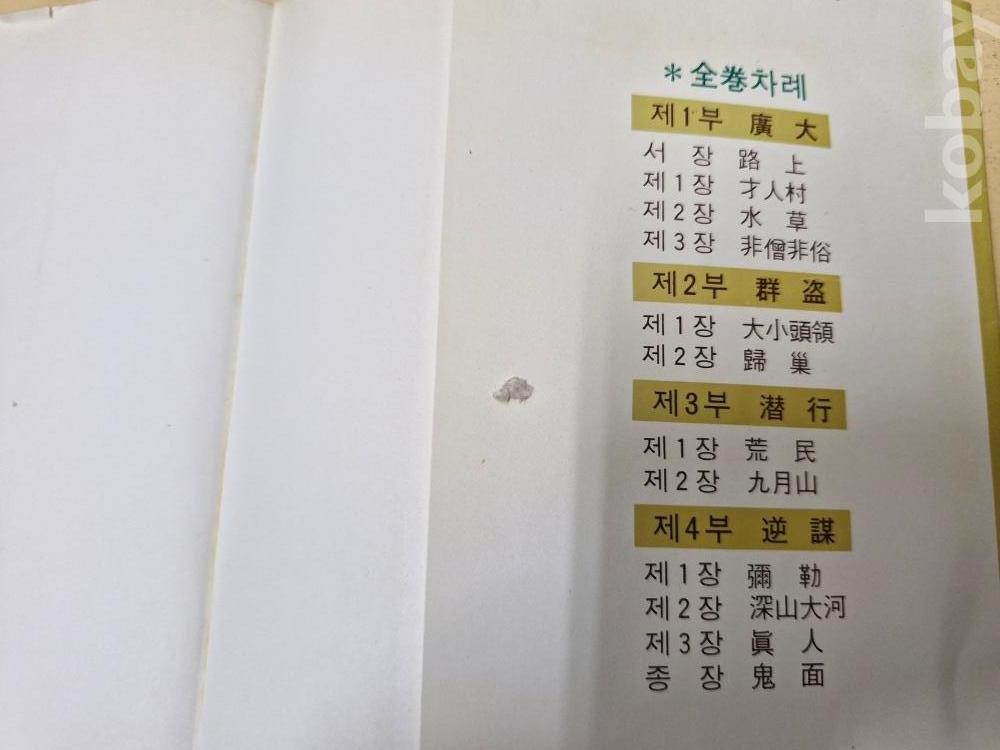 *全巻차례
제1부 廣大
서 장 路上
제1장 才人村
제2장 水草
제3장 非僧非俗
제2부 群盗
제1장 大小頭領
제2장 歸巢
제3부 潜行
제1장 荒民
제2장 九月山
제4부 逆謀
제1장 彌勒
제2장 深山大河
제3장 眞人
종 장 鬼面
kobay